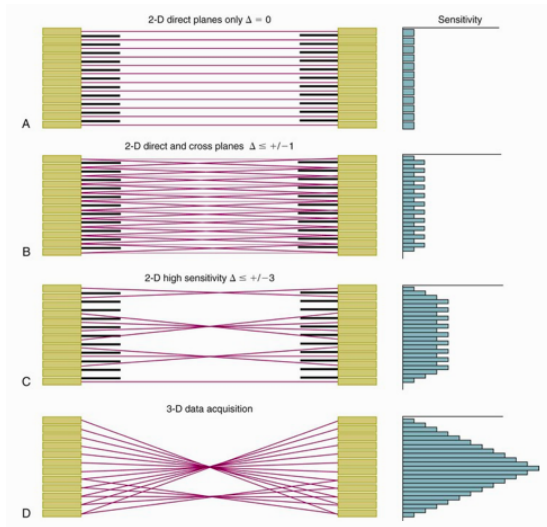 2-D direct planes only Δ = 0
Sensitivity
A
2-D direct and cross planes Δ ≤ +/−1
B
2-D high sensitivity Δ ≤ +/−3
C
3-D data acquisition
D